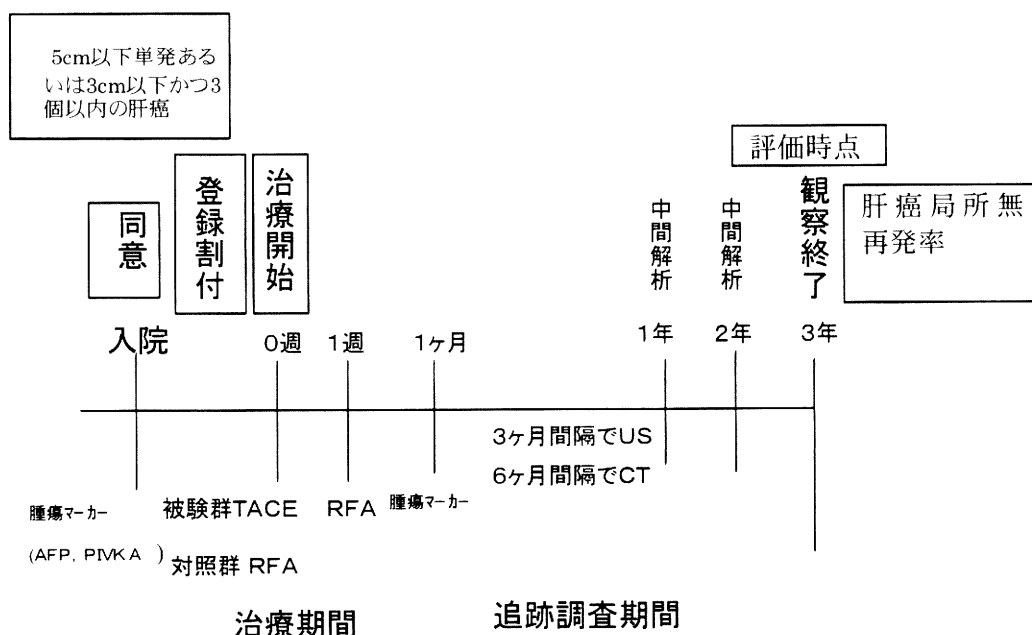 5cm以下単発ある
いは3cm以下かつ3
個以内の肝癌
評価時点
同意
登録割付
治療開始
中間解析
中間解析
観察終了
肝癌局所無
再発率
入院
0週
1週
1ヶ月
1年
2年
3年
3ヶ月間隔でUS
6ヶ月間隔でCT
腫瘍マーカー
(AFP, PIVKA )
被験群TACE
RFA
腫瘍マーカー
対照群 RFA
治療期間
追跡調査期間